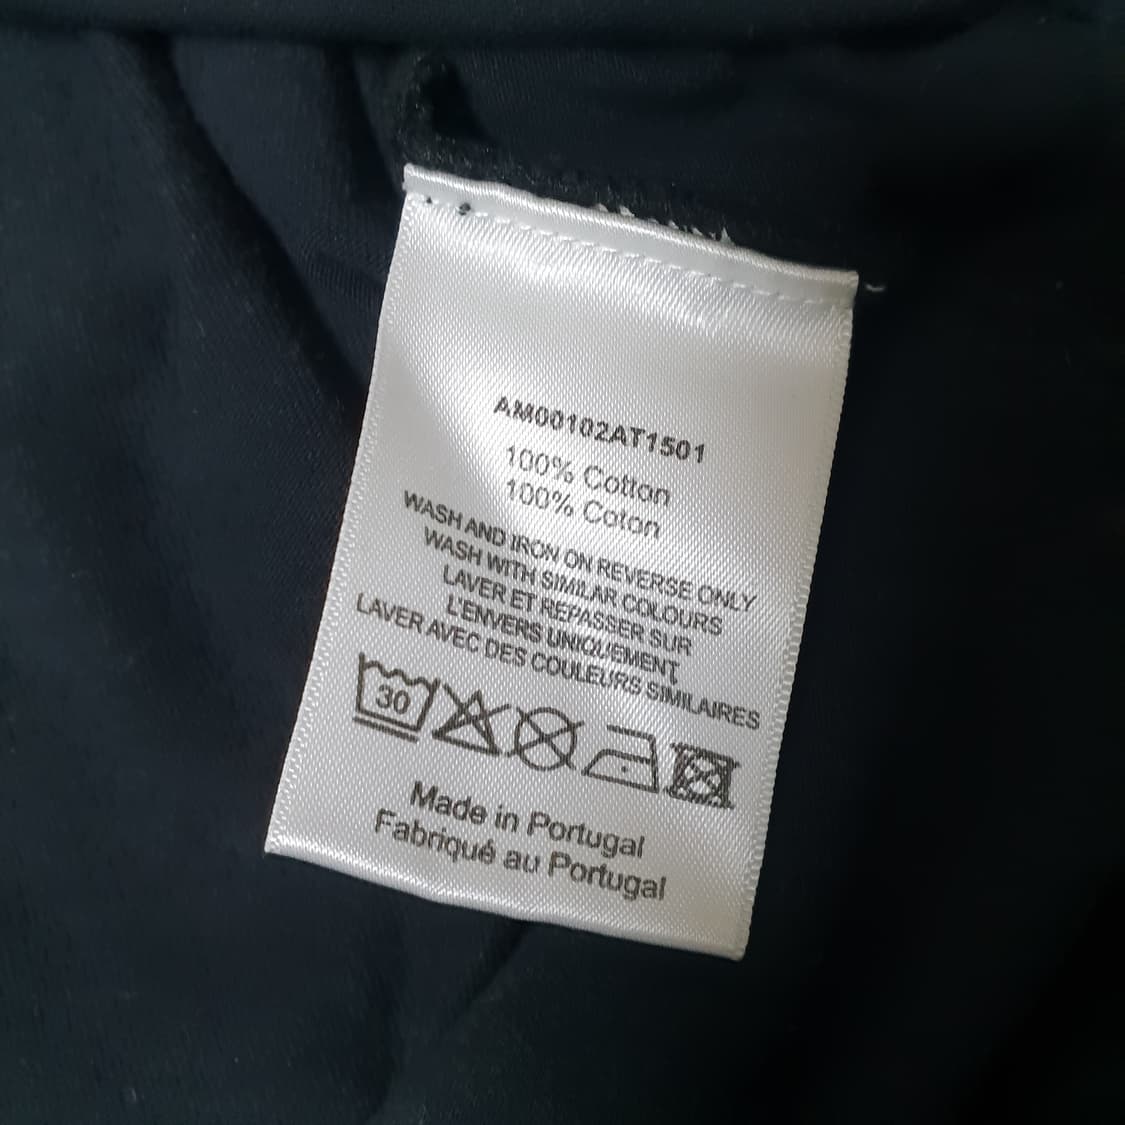 AM00102AT1501
100% Cotton
100% Coton
WASH AND IRON ON REVERSE ONLY
WASH WITH SIMILAR COLOURS
LAVER ET REPASSER SUR
L'ENVERS UNIQUEMENT
LAVER AVEC DES COULEURS SIMILAIRES
30
Made in Portugal
Fabriqué au Portugal